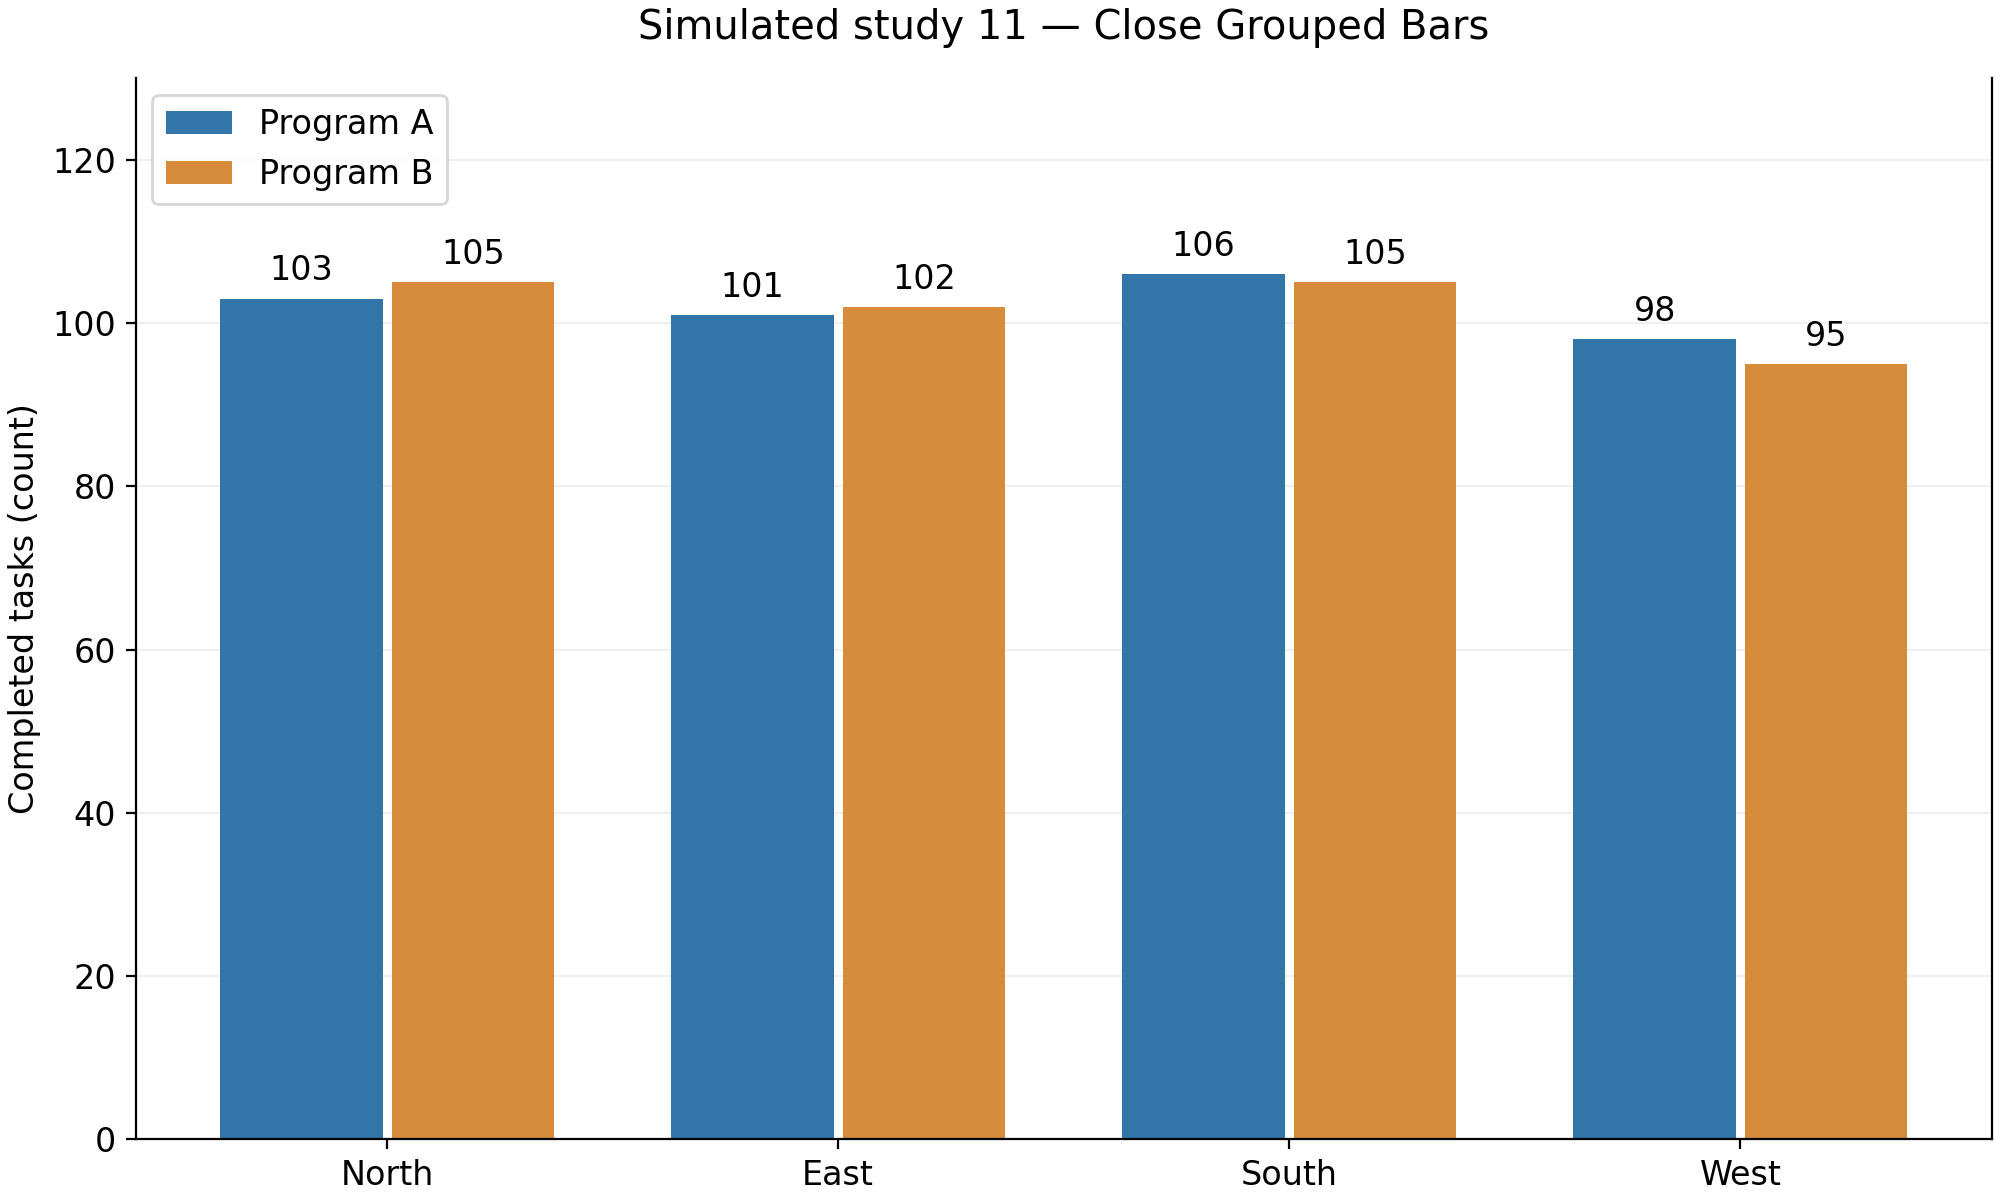 Simulated study 11 — Close Grouped Bars
Program A
Program B
Completed tasks (count)
120
100
80
60
40
20
0
103
105
101
102
106
105
98
95
North
East
South
West